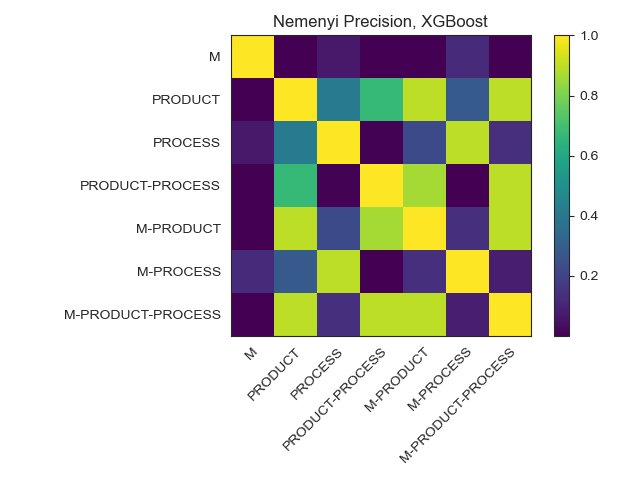 Nemenyi Precision, XGBoost
M
PRODUCT
PROCESS
PRODUCT-PROCESS
M-PRODUCT
M-PROCESS
M-PRODUCT-PROCESS
M
PRODUCT
PROCESS
PRODUCT-PROCESS
M-PRODUCT
M-PROCESS
M-PRODUCT-PROCESS
1.0
0.8
0.6
0.4
0.2